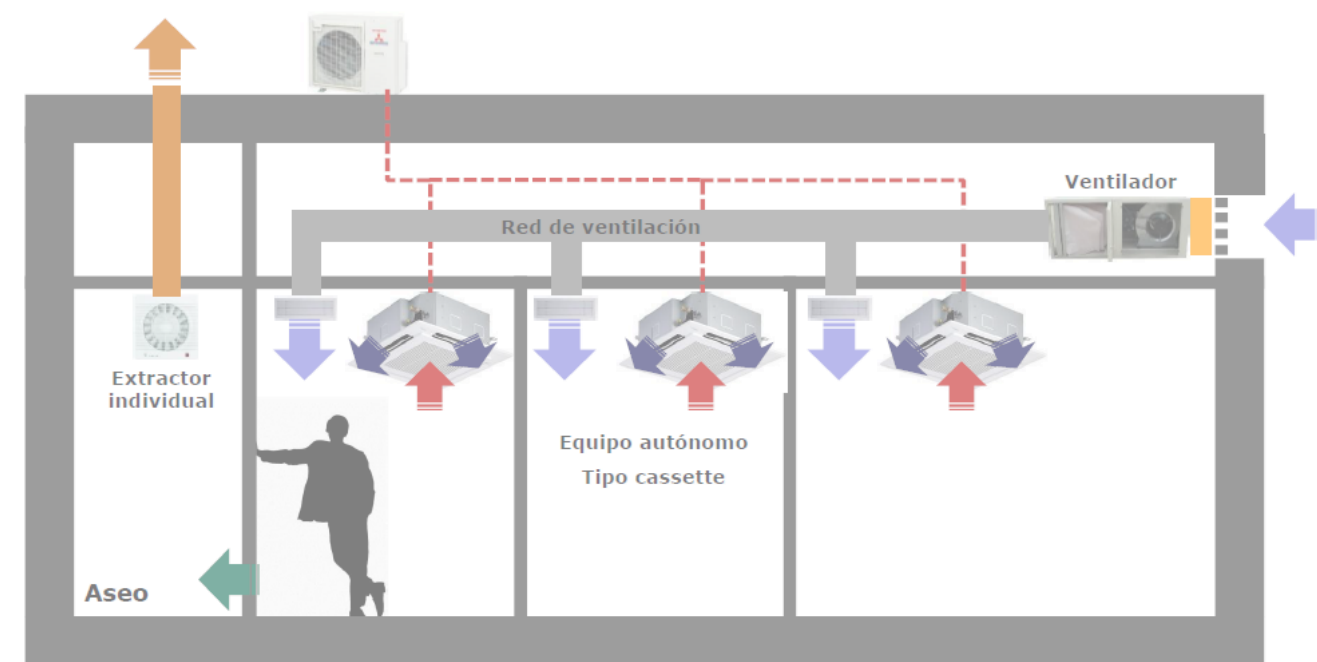 Ventilador
Red de ventilación
Extractor
individual
Equipo autónomo
Tipo cassette
Aseo